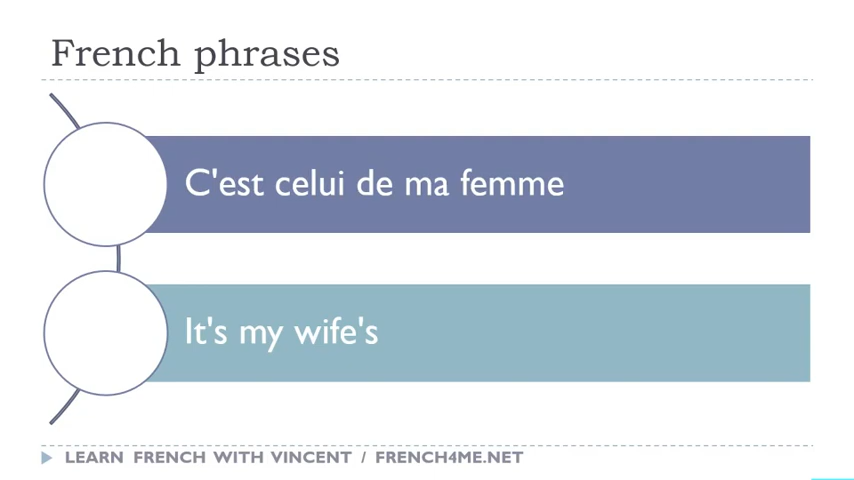 French phrases
C'est celui de ma femme
It's my wife's
LEARN FRENCH WITH VINCENT / FRENCH4ME.NET